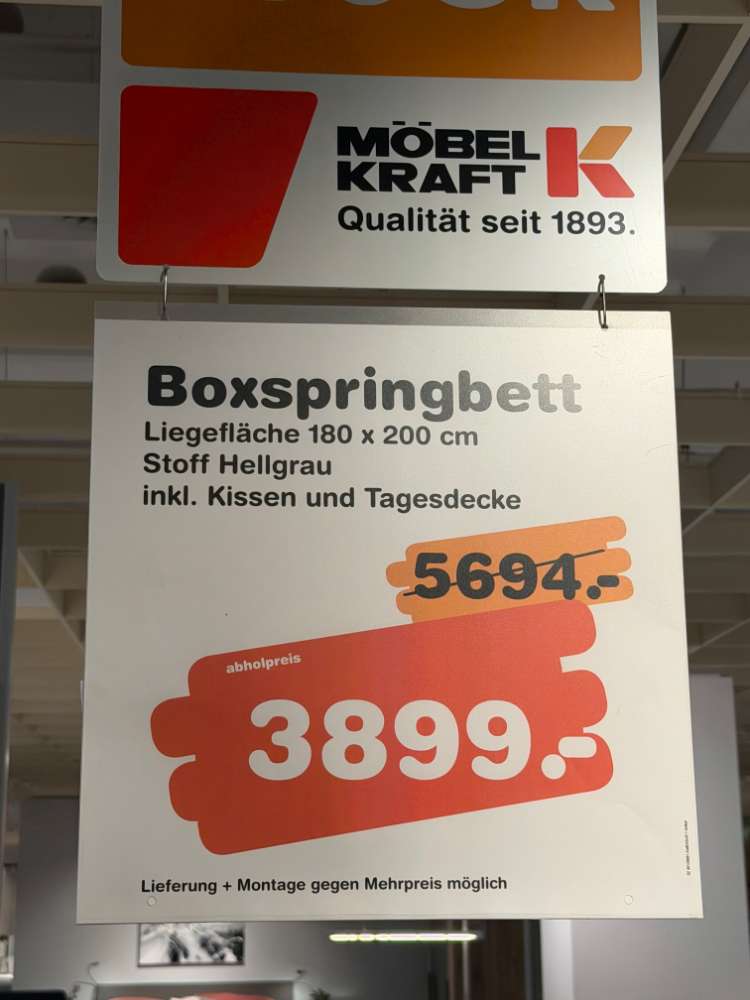 MÖBEL
KRAFT
Qualität seit 1893.
Boxspringbett
Liegefläche 180 x 200 cm
Stoff Hellgrau
inkl. Kissen und Tagesdecke
5694.-
abholpreis
3899.-
Lieferung + Montage gegen Mehrpreis möglich